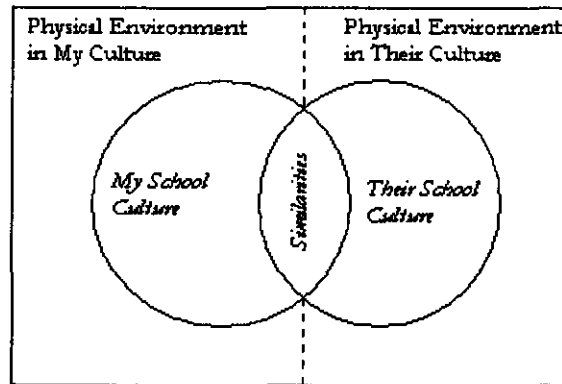 Physical Environment
in My Culture
Physical Environment
in Their Culture
My School
Culture
Similarities
Their School
Culture